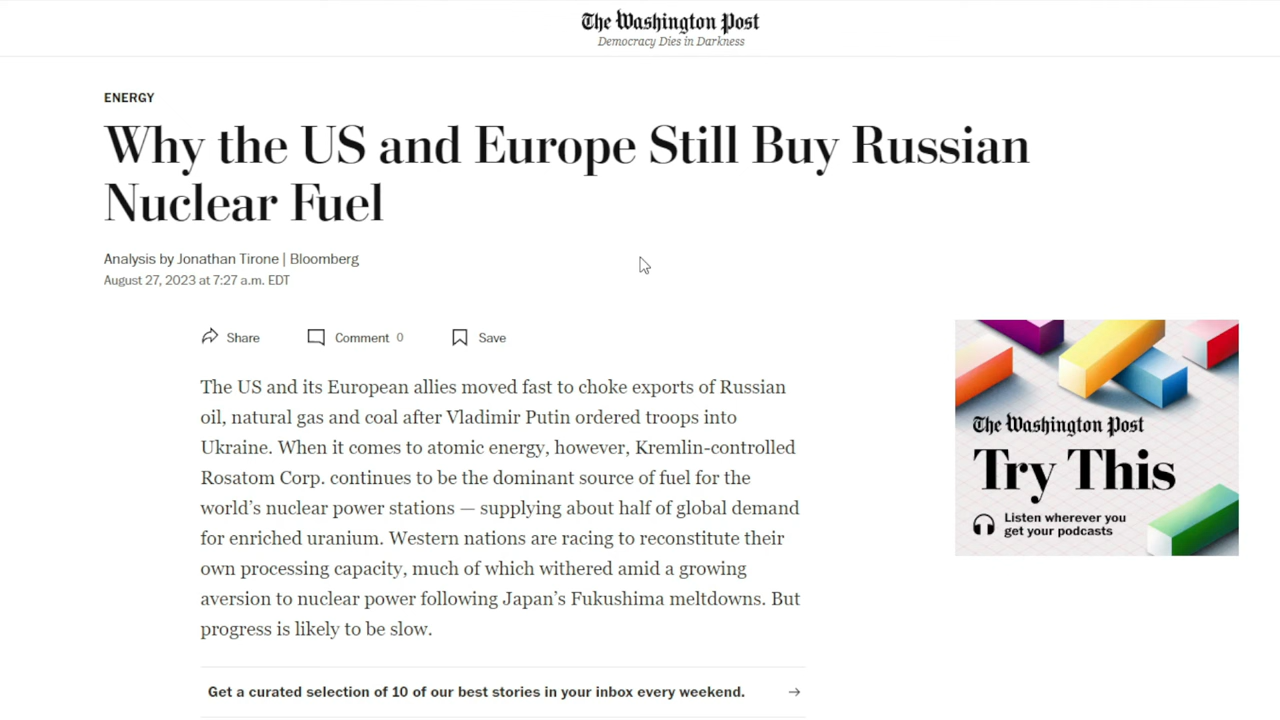 The Washington Post
Democracy Dies in Darkness
ENERGY
Why the US and Europe Still Buy Russian
Nuclear Fuel
Analysis by Jonathan Tirone | Bloomberg
August 27, 2023 at 7:27 a.m. EDT
Share
Comment 0
Save
The US and its European allies moved fast to choke exports of Russian
oil, natural gas and coal after Vladimir Putin ordered troops into
Ukraine. When it comes to atomic energy, however, Kremlin-controlled
Rosatom Corp. continues to be the dominant source of fuel for the
world’s nuclear power stations — supplying about half of global demand
for enriched uranium. Western nations are racing to reconstitute their
own processing capacity, much of which withered amid a growing
aversion to nuclear power following Japan’s Fukushima meltdowns. But
progress is likely to be slow.
Get a curated selection of 10 of our best stories in your inbox every weekend. →
The Washington Post
Try This
Listen wherever you
get your podcasts